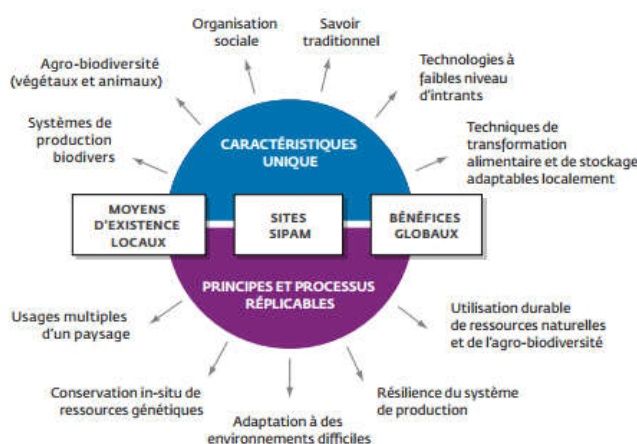 Organisation
sociale
Savoir
traditionnel
Agro-biodiversité
(végétaux et animaux)
Technologies à
faibles niveau
d'intrants
Systèmes de
production
biodivers
CARACTÉRISTIQUES
UNIQUE
Techniques de
transformation
alimentaire et de stockage
adaptables localement
MOYENS
D'EXISTENCE
LOCAUX
SITES
SIPAM
BÉNÉFICES
GLOBAUX
PRINCIPES ET PROCESSUS
RÉPLICABLES
Usages multiples
d'un paysage
Utilisation durable
de ressources naturelles
et de l'agro-biodiversité
Conservation in-situ de
ressources génétiques
Adaptation à des
environnements difficiles
Résilience du système
de production